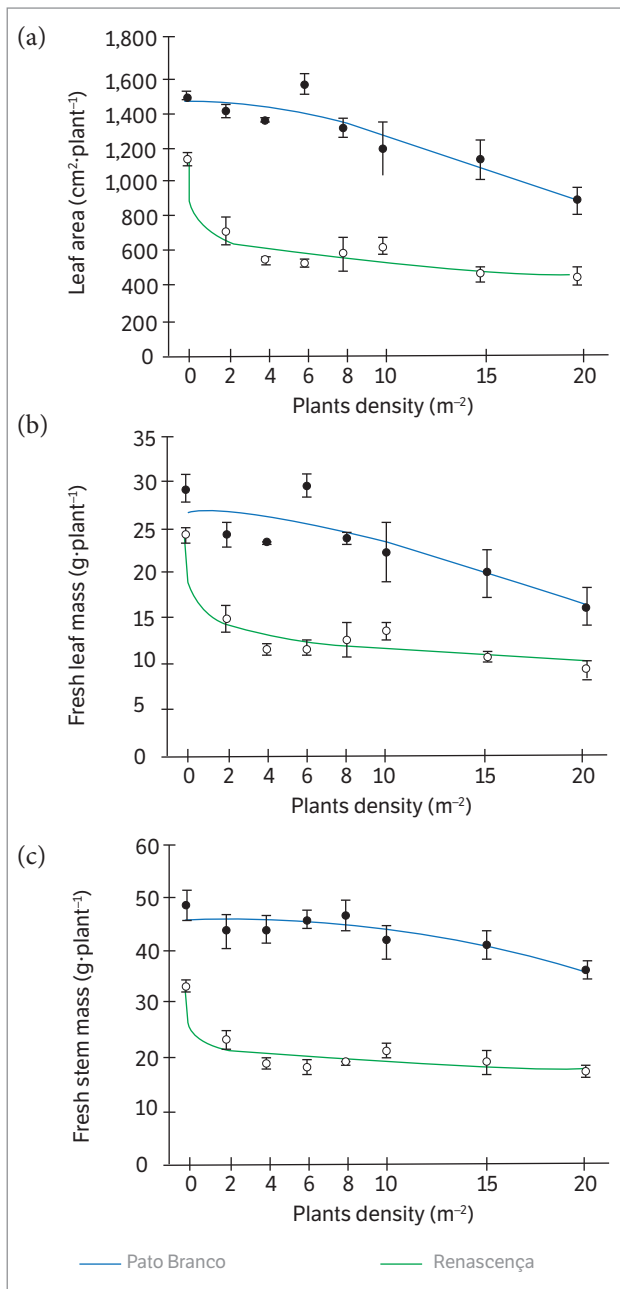 (a)
Leaf area (cm²·plant⁻¹)
1,800
1,600
1,400
1,200
1,000
800
600
400
200
0
0 2 4 6 8 10 15 20
Plants density (m⁻²)
(b)
Fresh leaf mass (g·plant⁻¹)
35
30
25
20
15
10
5
0
0 2 4 6 8 10 15 20
Plants density (m⁻²)
(c)
Fresh stem mass (g·plant⁻¹)
60
50
40
30
20
10
0
0 2 4 6 8 10 15 20
Plants density (m⁻²)
Pato Branco Renascença